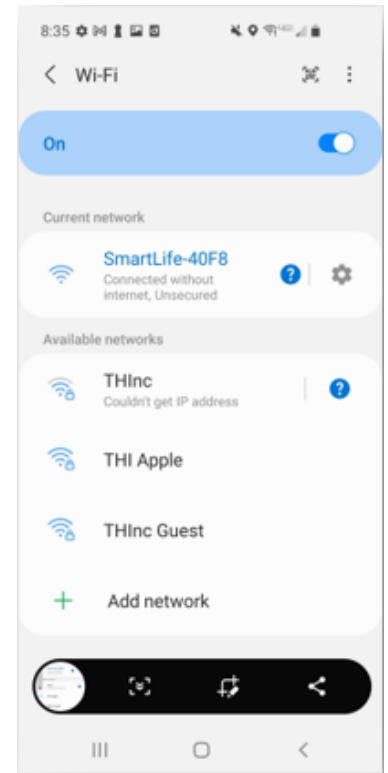 8:35
Wi-Fi
On
Current network
SmartLife-40F8
Connected without
internet, Unsecured
Available networks
THInc
Couldn't get IP address
THI Apple
THInc Guest
Add network